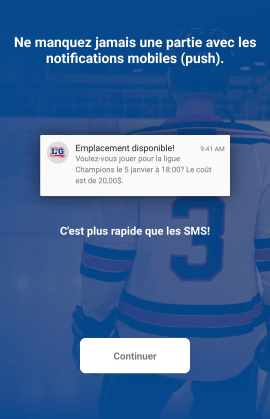 Ne manquez jamais une partie avec les
notifications mobiles (push).
Emplacement disponible! 9:41 AM
Voulez-vous jouer pour la ligue
Champions le 5 janvier à 18:00? Le coût
est de 20,00$.
C'est plus rapide que les SMS!
3
Continuer